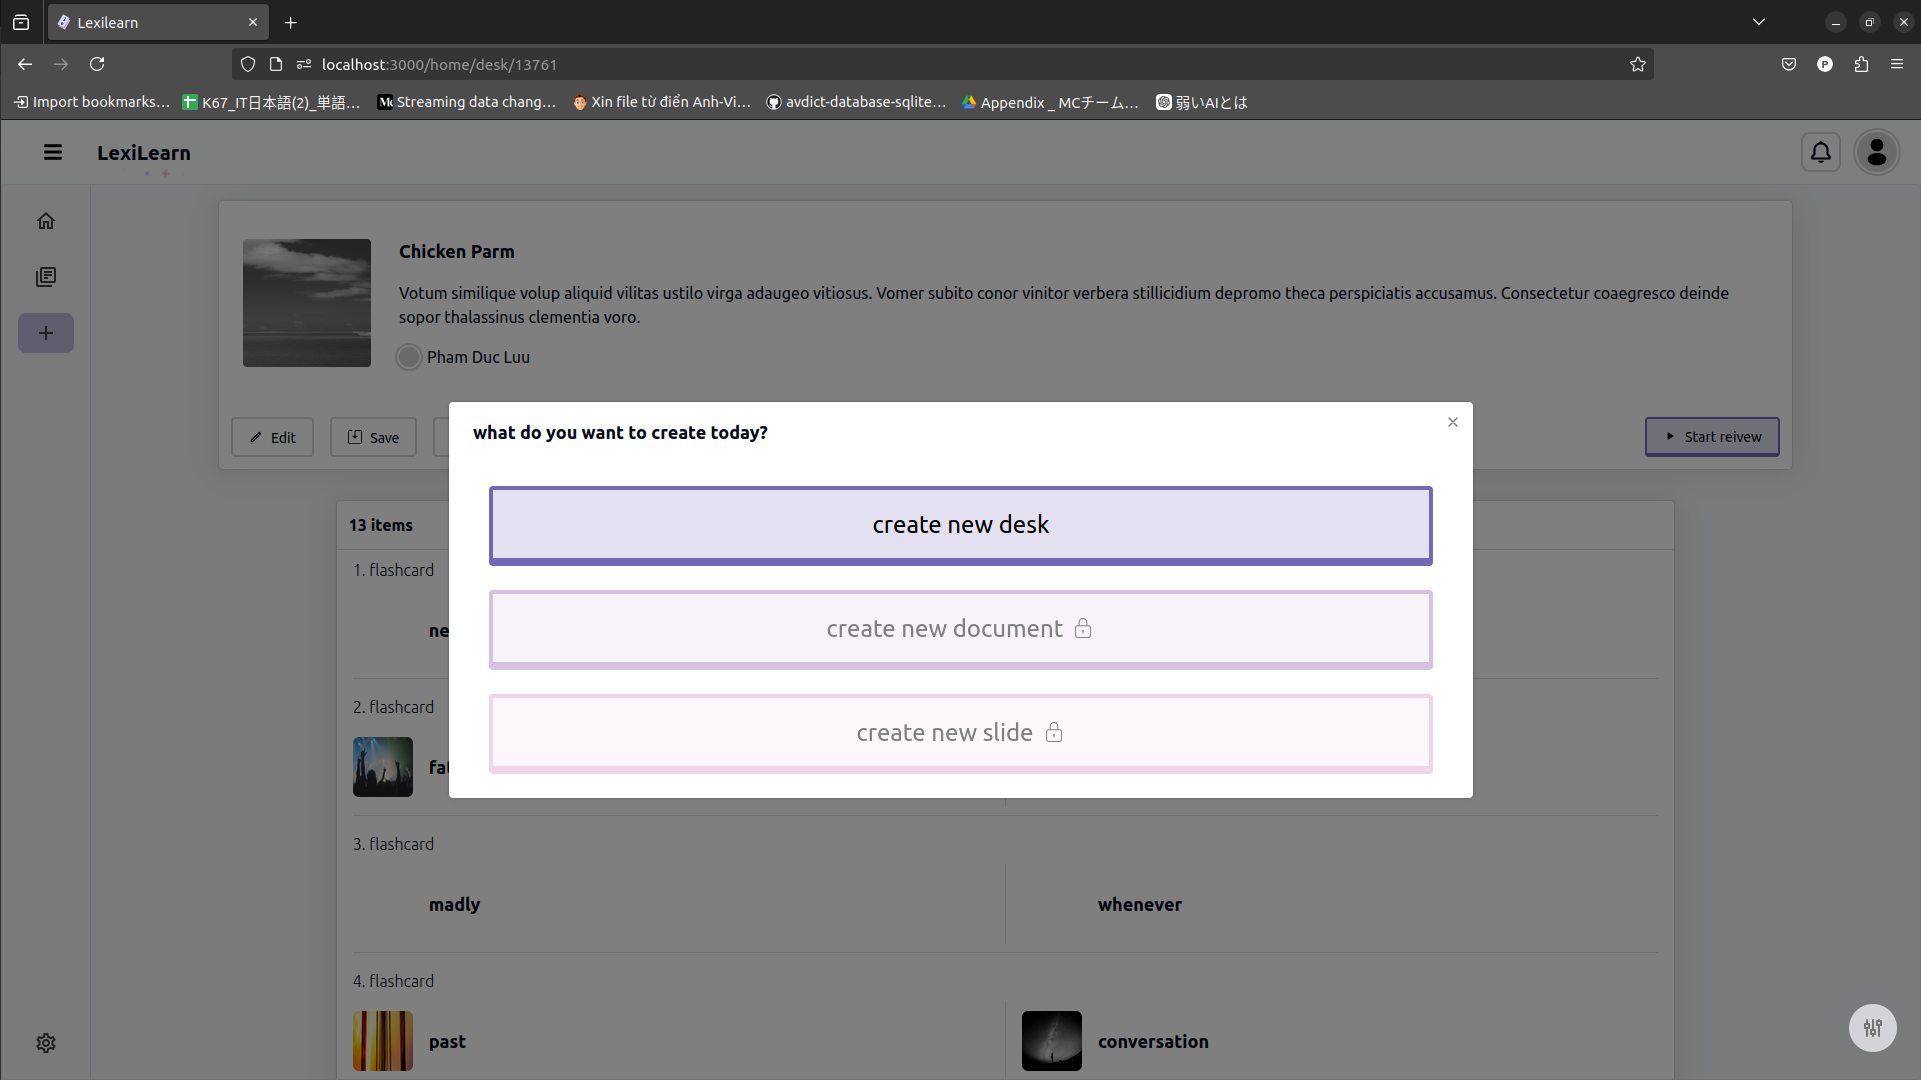 Lexilearn
localhost:3000/home/desk/13761
Import bookmarks...
K67_IT日本語(2)_単語...
Streaming data chang...
Xin file từ điển Anh-Vi...
avdict-database-sqlite...
Appendix _ MCチーム...
弱いAIとは
LexiLearn
Chicken Parm
Votum similique volup aliquid vilitas ustilo virga adaugeo vitiosus. Vomer subito conor vinitor verbera stillicidium depromo theca perspiciatis accusamus. Consectetur coaegresco deinde
sopor thalassinus clementia voro.
Pham Duc Luu
Edit
Save
Start reivew
what do you want to create today?
create new desk
create new document
create new slide
13 items
1. flashcard
ne
2. flashcard
3. flashcard
madly
whenever
4. flashcard
past
conversation